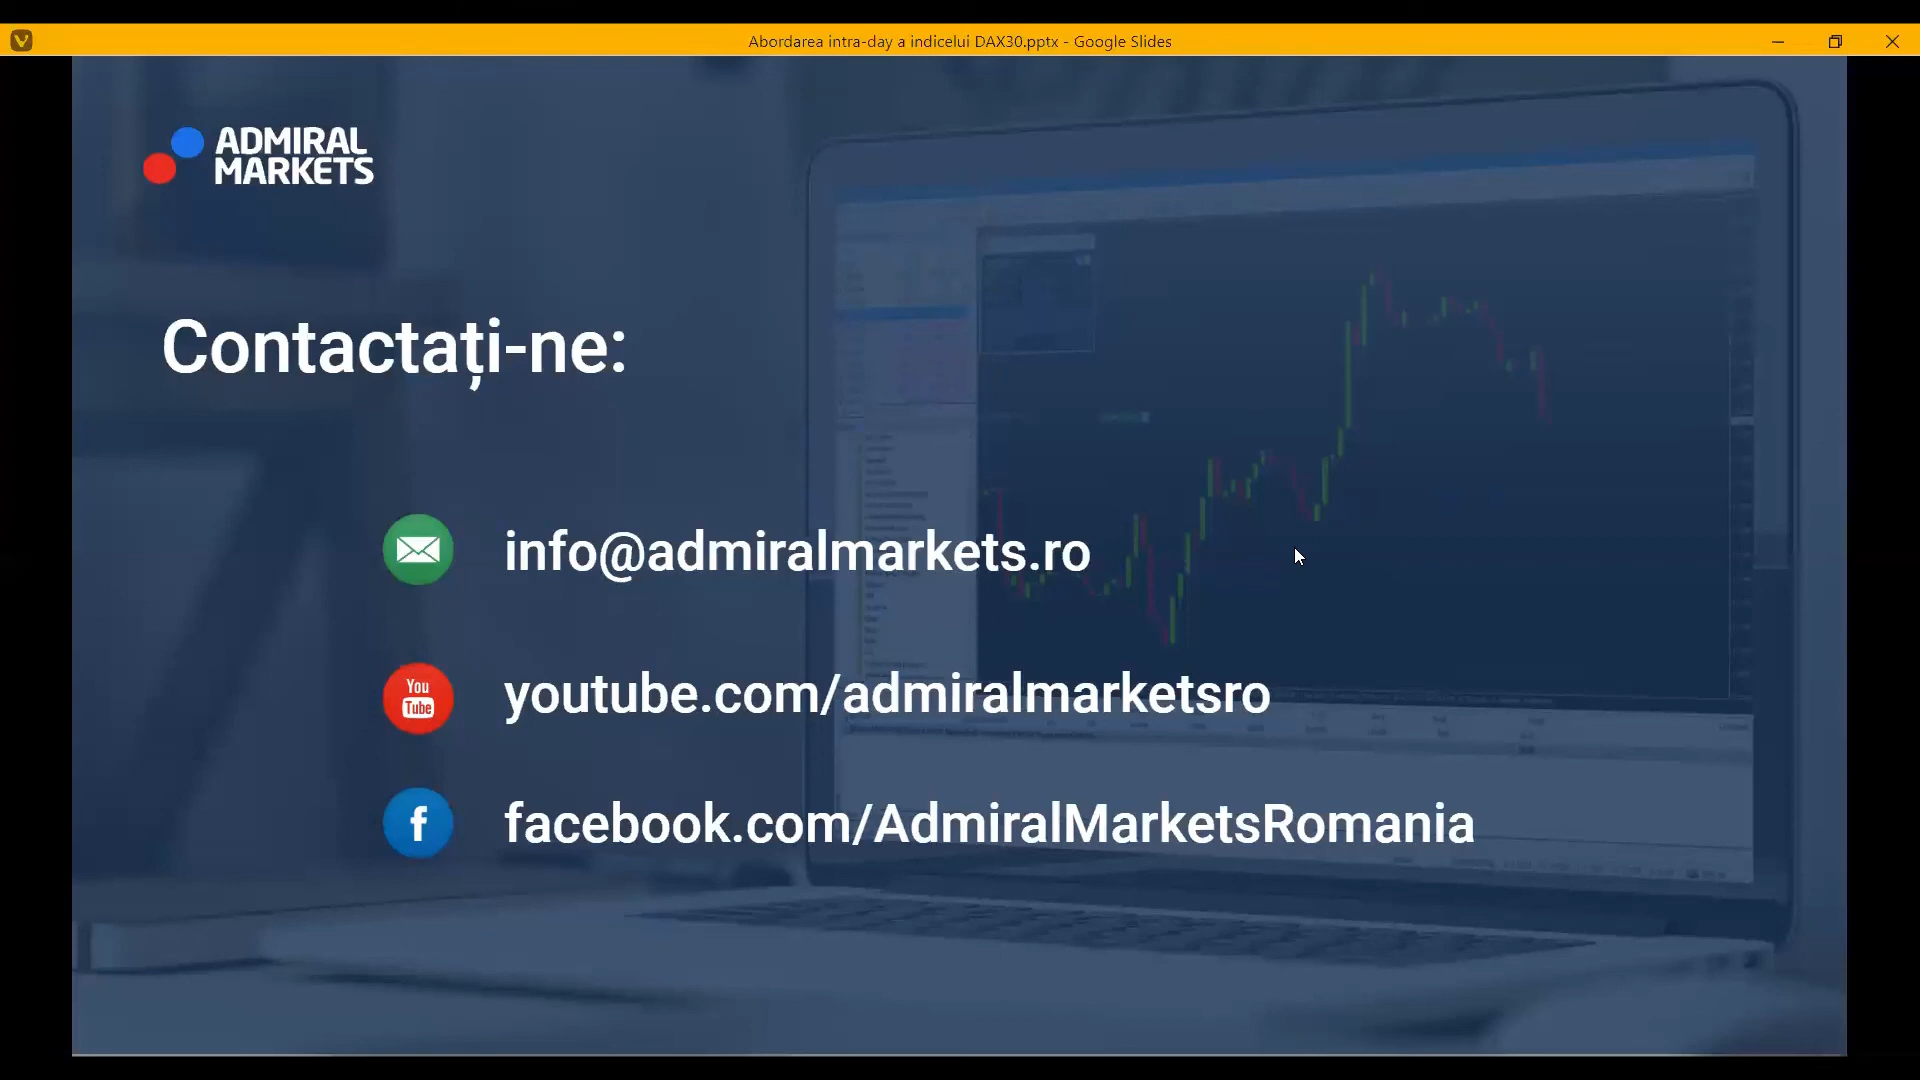 Abordarea intra-day a indicelui DAX30.pptx - Google Slides
ADMIRAL
MARKETS
Contactați-ne:
info@admiralmarkets.ro
You
Tube
youtube.com/admiralmarketsro
f
facebook.com/AdmiralMarketsRomania